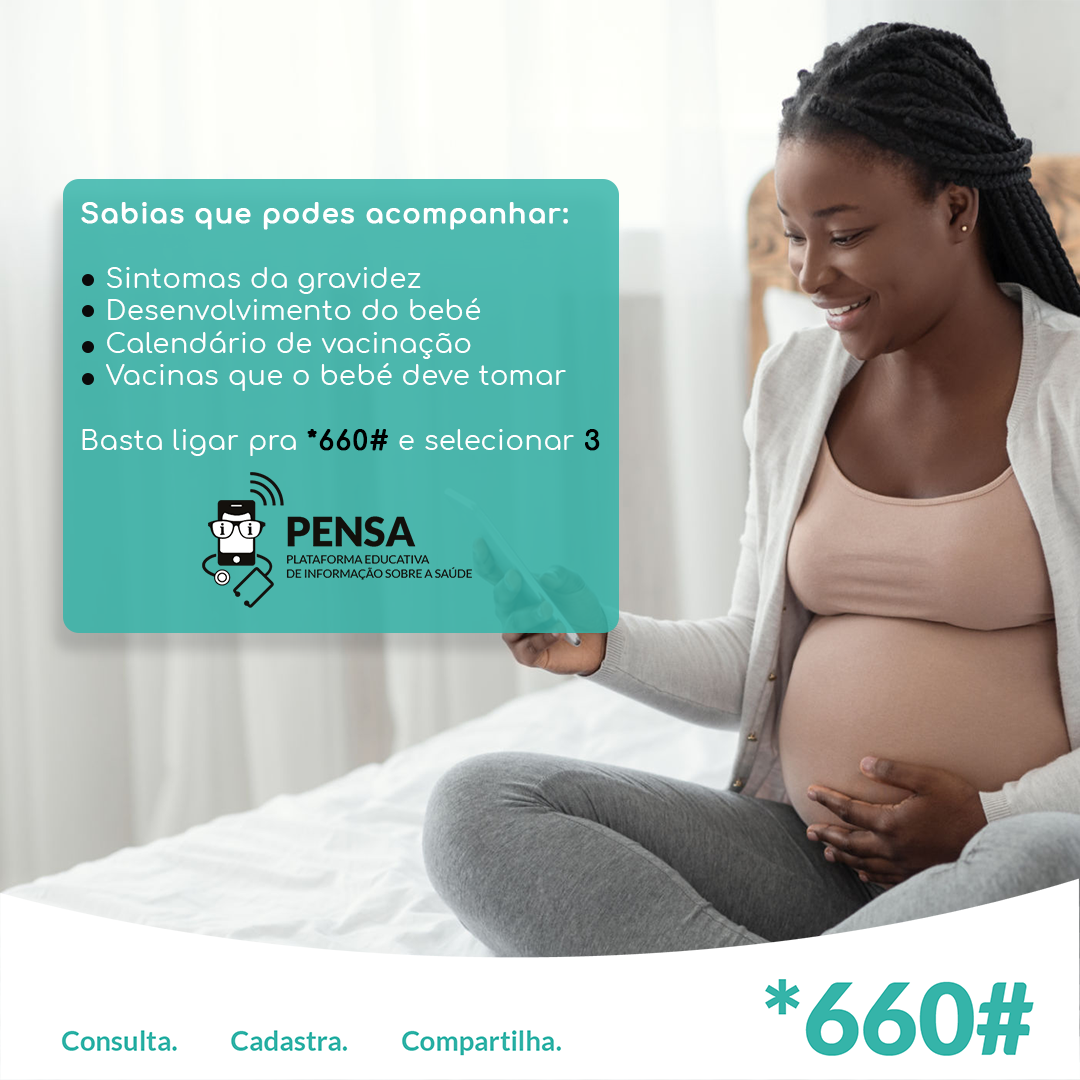 Sabias que podes acompanhar:
● Sintomas da gravidez
● Desenvolvimento do bebé
● Calendário de vacinação
● Vacinas que o bebé deve tomar
Basta ligar pra *660# e selecionar 3
PENSA
PLATAFORMA EDUCATIVA
DE INFORMAÇÃO SOBRE A SAÚDE
Consulta. Cadastra. Compartilha.
*660#